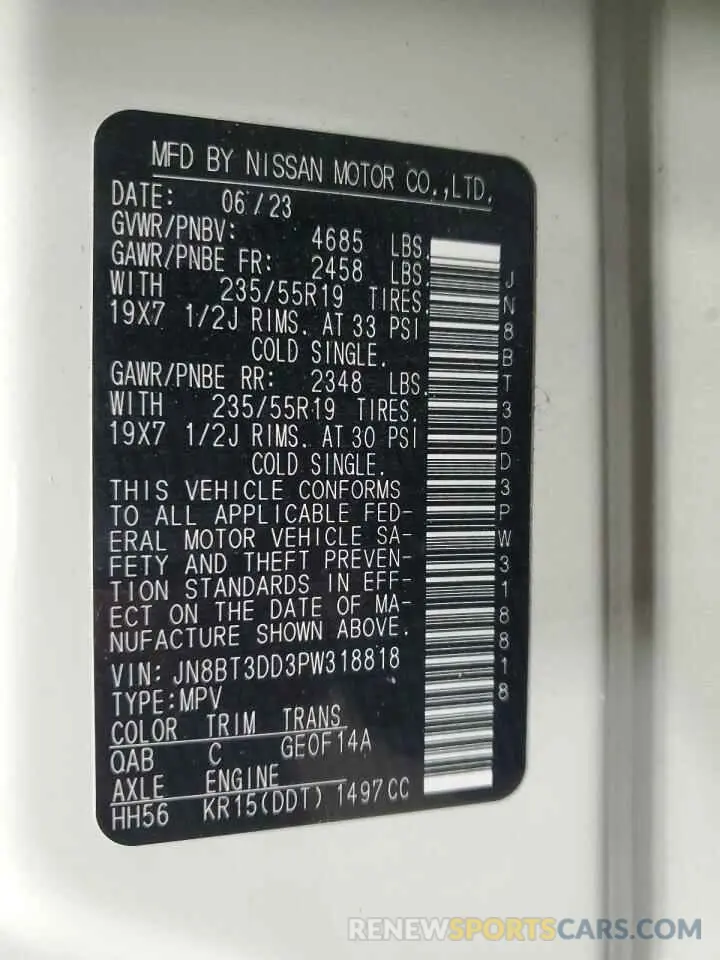 MFD BY NISSAN MOTOR CO.,LTD.
DATE: 06/23
GVWR/PNBV: 4685 LBS.
GAWR/PNBE FR: 2458 LBS.
WITH 235/55R19 TIRES.
19X7 1/2J RIMS. AT 33 PSI
COLD SINGLE.
GAWR/PNBE RR: 2348 LBS.
WITH 235/55R19 TIRES.
19X7 1/2J RIMS. AT 30 PSI
COLD SINGLE.
THIS VEHICLE CONFORMS
TO ALL APPLICABLE FED-
ERAL MOTOR VEHICLE SA-
FETY AND THEFT PREVEN-
TION STANDARDS IN EFF-
ECT ON THE DATE OF MA-
NUFACTURE SHOWN ABOVE.
VIN: JN8BT3DD3PW318818
TYPE:MPV
COLOR TRIM TRANS
QAB C GEOF14A
AXLE ENGINE
HH56 KR15(DDT) 1497CC
JN8BT3DD3PW318818
RENEWSPORTSCARS.COM